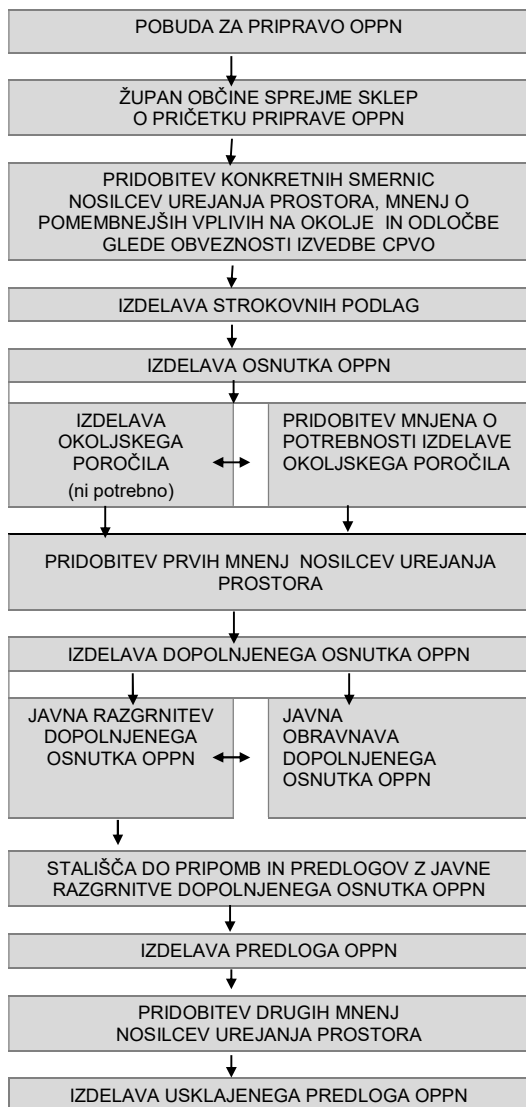 POBUDA ZA PRIPRAVO OPPN
ŽUPAN OBČINE SPREJME SKLEP
O PRIČETKU PRIPRAVE OPPN
PRIDOBITEV KONKRETNIH SMERNIC
NOSILCEV UREJANJA PROSTORA, MNENJ O
POMEMBNEJŠIH VPLIVIH NA OKOLJE IN ODLOČBE
GLEDE OBVEZNOSTI IZVEDBE CPVO
IZDELAVA STROKOVNIH PODLAG
IZDELAVA OSNUTKA OPPN
IZDELAVA
OKOLJSKEGA
POROČILA
(ni potrebno)
PRIDOBITEV MNJENA O
POTREBNOSTI IZDELAVE
OKOLJSKEGA POROČILA
PRIDOBITEV PRVIH MNENJ NOSILCEV UREJANJA
PROSTORA
IZDELAVA DOPOLNJENEGA OSNUTKA OPPN
JAVNA RAZGRNITEV
DOPOLNJENEGA
OSNUTKA OPPN
JAVNA
OBRAVNAVA
DOPOLNJENEGA
OSNUTKA OPPN
STALIŠČA DO PRIPOMB IN PREDLOGOV Z JAVNE
RAZGRNITVE DOPOLNJENEGA OSNUTKA OPPN
IZDELAVA PREDLOGA OPPN
PRIDOBITEV DRUGIH MNENJ
NOSILCEV UREJANJA PROSTORA
IZDELAVA USKLAJENEGA PREDLOGA OPPN